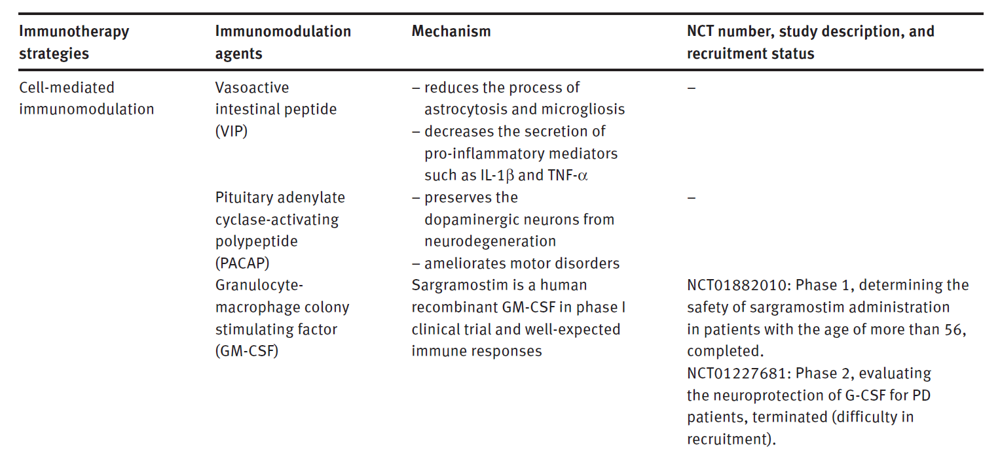 Immunotherapy strategies
Immunomodulation agents
Mechanism
NCT number, study description, and recruitment status
Cell-mediated
immunomodulation
Vasoactive
intestinal peptide
(VIP)
– reduces the process of
astrocytosis and microgliosis
– decreases the secretion of
pro-inflammatory mediators
such as IL-1β and TNF-α
–
Pituitary adenylate
cyclase-activating
polypeptide
(PACAP)
– preserves the
dopaminergic neurons from
neurodegeneration
– ameliorates motor disorders
–
Granulocyte-
macrophage colony
stimulating factor
(GM-CSF)
Sargramostim is a human
recombinant GM-CSF in phase I
clinical trial and well-expected
immune responses
NCT01882010: Phase 1, determining the
safety of sargramostim administration
in patients with the age of more than 56,
completed.
NCT01227681: Phase 2, evaluating
the neuroprotection of G-CSF for PD
patients, terminated (difficulty in
recruitment).